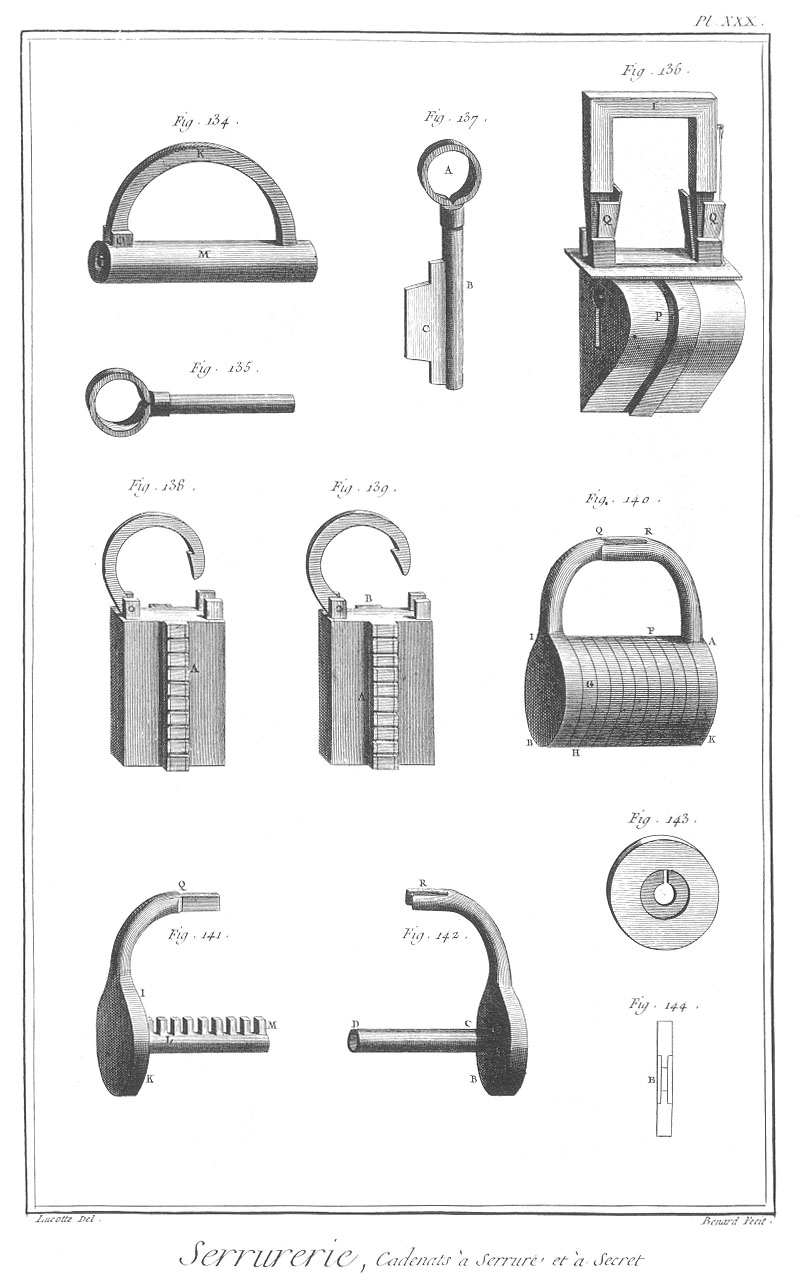 Pl. XXX.
Fig. 134.
K
M
Fig. 137.
A
B
C
Fig. 136.
I
Q Q
P
Fig. 135.
Fig. 138.
A
Fig. 139.
B
A
Fig. 140.
Q R
I P A
G
B H K
Fig. 143.
Q
Fig. 141.
I
L M
K
R
Fig. 142.
D C
B
Fig. 144.
B
Lucotte Del.
Benard Fecit.
Serrurerie, Cadenats à Serrure et à Secret